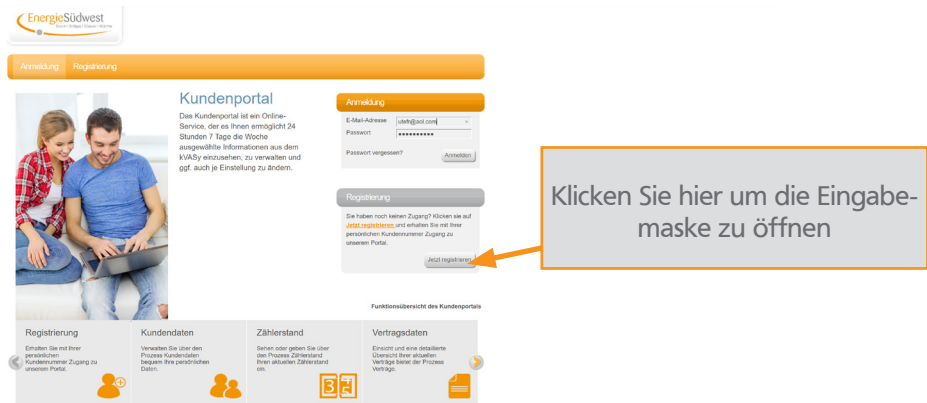 EnergieSüdwest
Anmeldung Registrierung
Kundenportal
Das Kundenportal ist ein Online-
Service, der es Ihnen ermöglicht 24
Stunden 7 Tage die Woche
ausgewählte Informationen aus dem
kVASy einzusehen, zu verwalten und
ggf. auch je Einstellung zu ändern.
Anmeldung
E-Mail-Adresse utefr@aol.com ×
Passwort ••••••••••
Passwort vergessen? Anmelden
Registrierung
Sie haben noch keinen Zugang? Klicken sie auf
Jetzt registrieren und erhalten Sie mit Ihrer
persönlichen Kundennummer Zugang zu
unserem Portal.
Jetzt registrieren
Klicken Sie hier um die Eingabe-
maske zu öffnen
Funktionsübersicht des Kundenportals
Registrierung
Erhalten Sie mit Ihrer
persönlichen
Kundennummer Zugang zu
unserem Portal.
Kundendaten
Verwalten Sie über den
Prozess Kundendaten
bequem Ihre persönlichen
Daten.
Zählerstand
Sehen oder geben Sie über
den Prozess Zählerstand
Ihren aktuellen Zählerstand
ein.
Vertragsdaten
Einsicht und eine detaillierte
Übersicht Ihrer aktuellen
Verträge bietet der Prozess
Verträge.